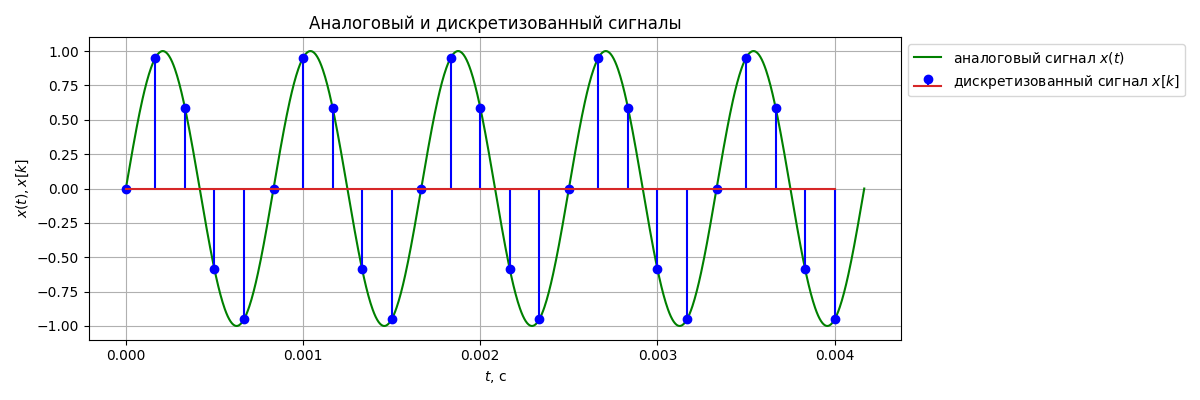 Аналоговый и дискретизованный сигналы
аналоговый сигнал x(t)
дискретизованный сигнал x[k]
x(t), x[k]
1.00
0.75
0.50
0.25
0.00
−0.25
−0.50
−0.75
−1.00
0.000 0.001 0.002 0.003 0.004
t, с